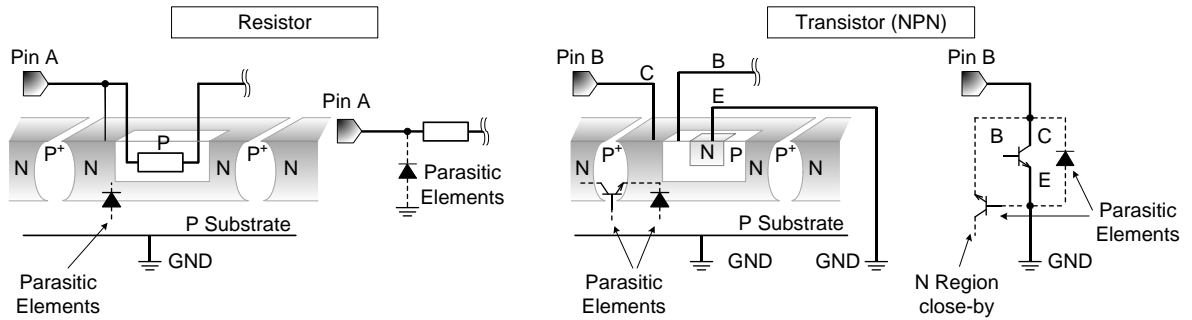 Resistor
Transistor (NPN)
Pin A
Pin A
N
P+
N
P
P+
N
N
Parasitic
Elements
P Substrate
GND
Parasitic
Elements
Pin B
C
B
E
N
P+
N
N
P
P+
N
N
P Substrate
GND
GND
Parasitic
Elements
Pin B
B
C
E
Parasitic
Elements
GND
N Region
close-by